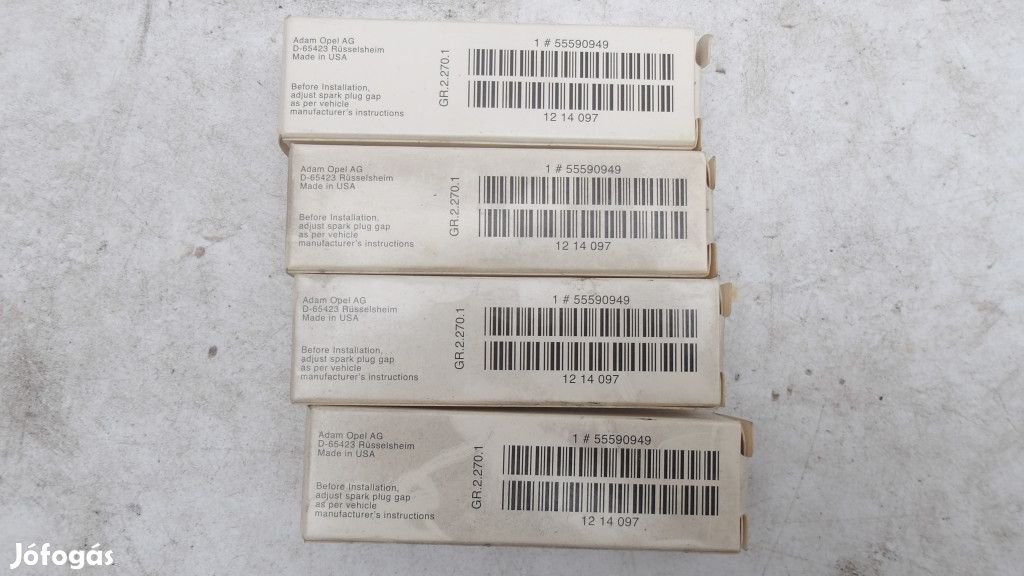 Adam Opel AG
D-65423 Rüsselsheim
Made in USA
Before Installation,
adjust spark plug gap
as per vehicle
manufacturer's instructions
GR.2.270.1
1 # 55590949
12 14 097
Adam Opel AG
D-65423 Rüsselsheim
Made in USA
Before Installation,
adjust spark plug gap
as per vehicle
manufacturer's instructions
GR.2.270.1
1 # 55590949
12 14 097
Adam Opel AG
D-65423 Rüsselsheim
Made in USA
Before Installation,
adjust spark plug gap
as per vehicle
manufacturer's instructions
GR.2.270.1
1 # 55590949
12 14 097
Adam Opel AG
D-65423 Rüsselsheim
Made in USA
Before Installation,
adjust spark plug gap
as per vehicle
manufacturer's instructions
GR.2.270.1
1 # 55590949
12 14 097
Jófogás